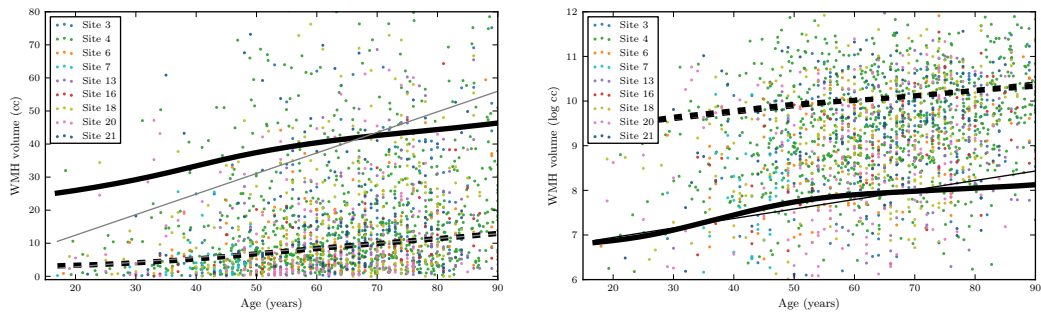 80
70
60
50
40
30
20
10
0
WMH volume (cc)
Site 3
Site 4
Site 6
Site 7
Site 13
Site 16
Site 18
Site 20
Site 21
20 30 40 50 60 70 80 90
Age (years)
12
11
10
9
8
7
6
WMH volume (log cc)
Site 3
Site 4
Site 6
Site 7
Site 13
Site 16
Site 18
Site 20
Site 21
20 30 40 50 60 70 80 90
Age (years)